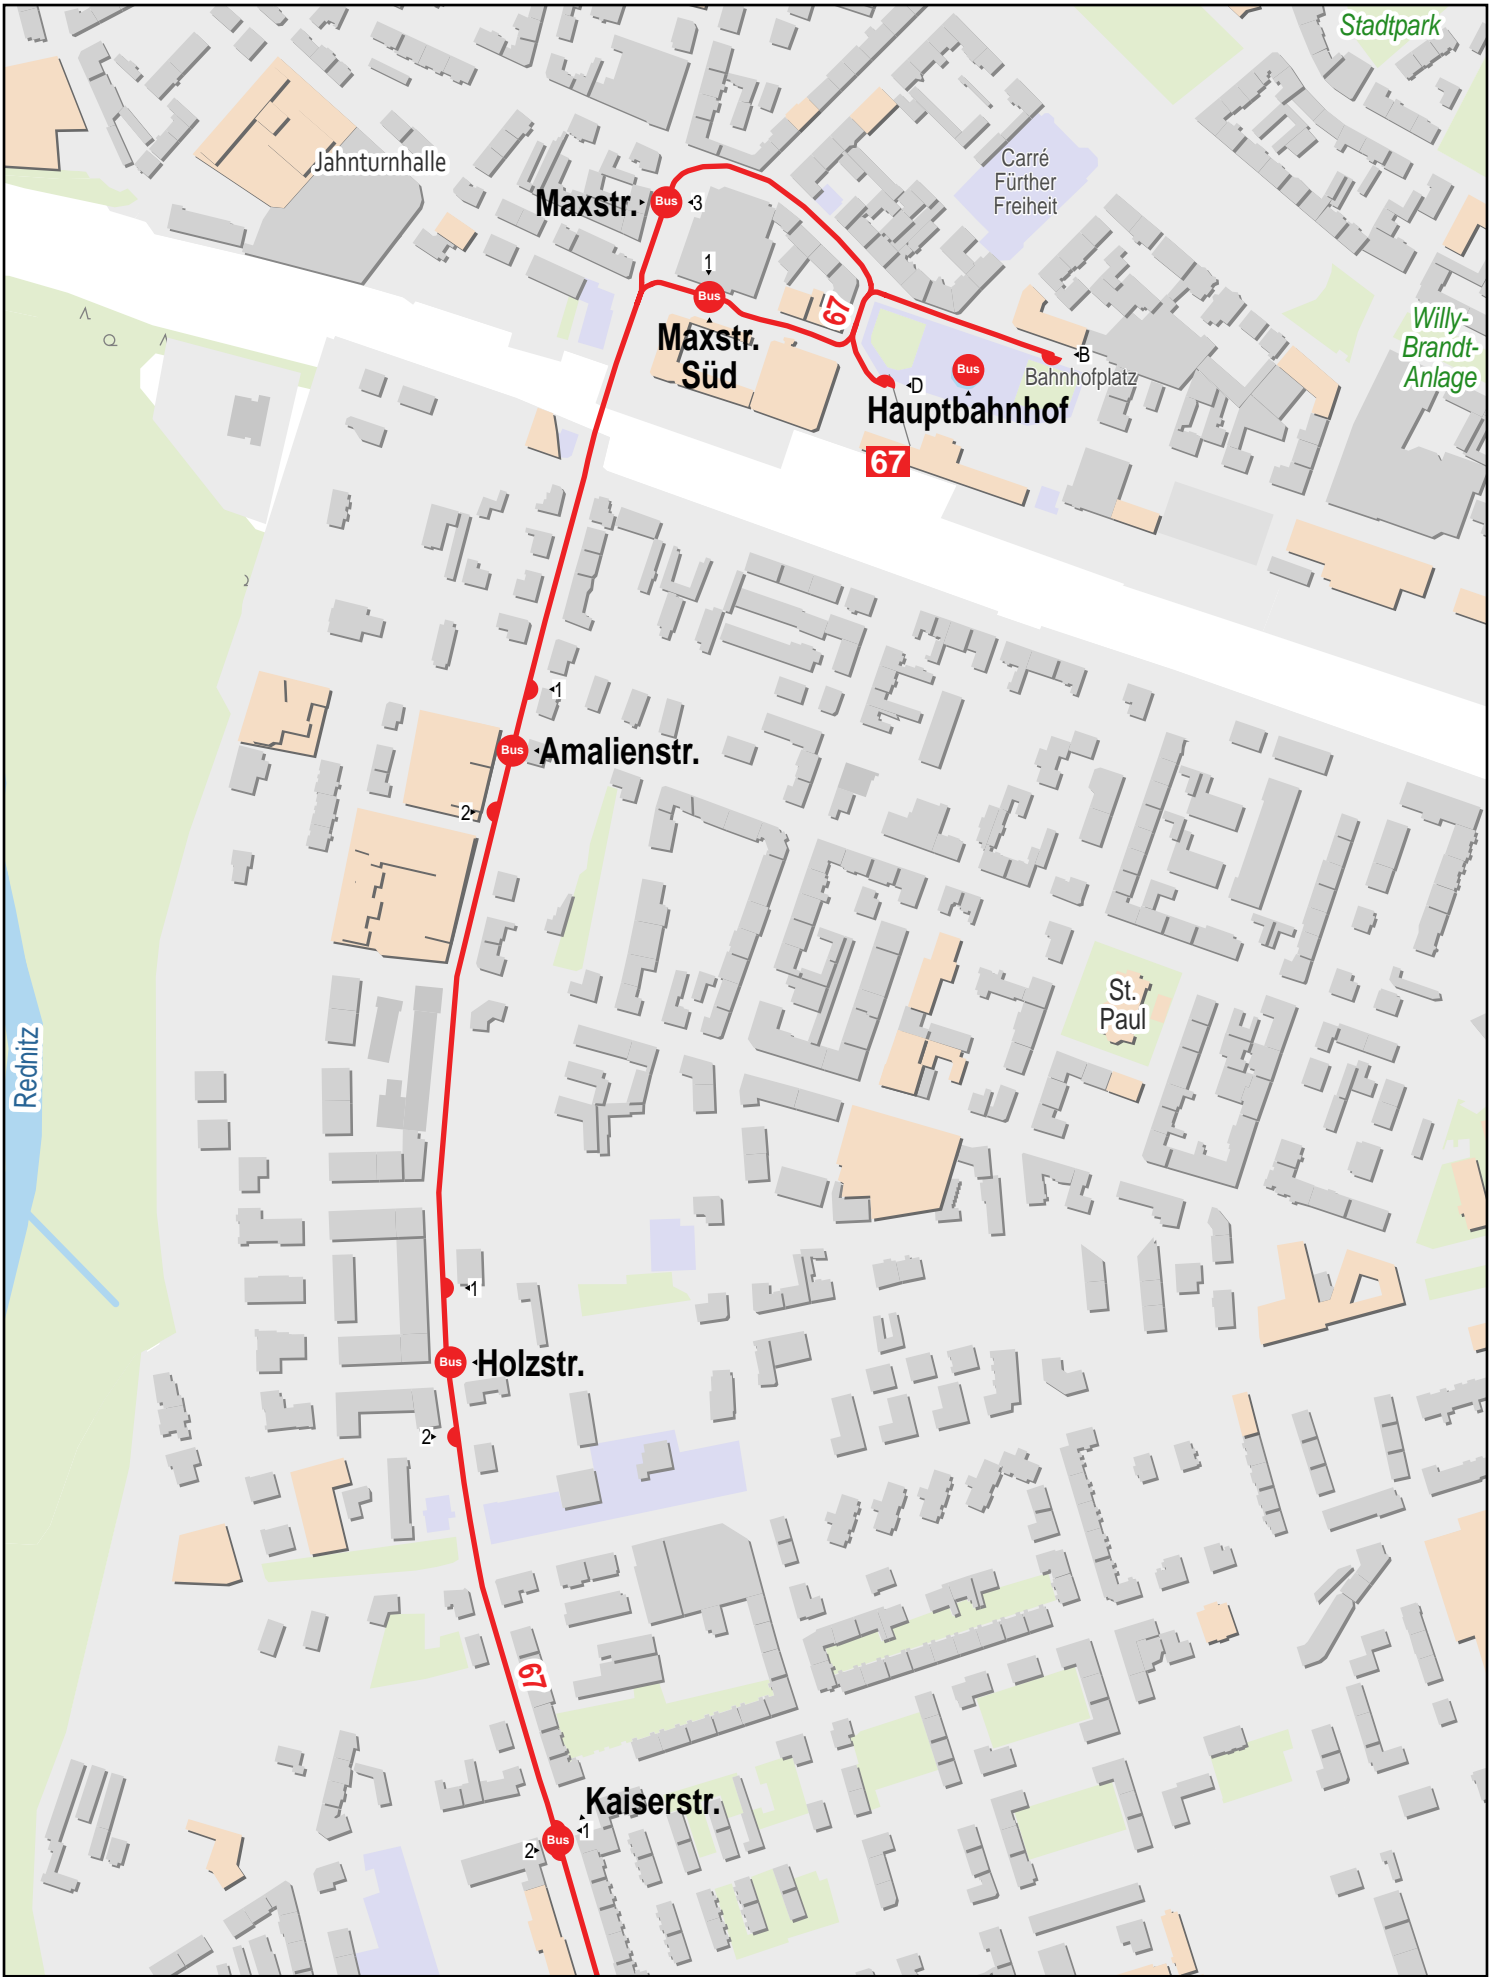 Stadtpark
Jahnturnhalle
Carré
Fürther
Freiheit
Maxstr.
Bus
3
1
Bus
Maxstr.
Süd
67
Willy-
Brandt-
Anlage
B
Bus
Bahnhofplatz
D
Hauptbahnhof
67
1
Bus
Amalienstr.
2
St.
Paul
Rednitz
1
Bus
Holzstr.
2
67
Kaiserstr.
1
Bus
2